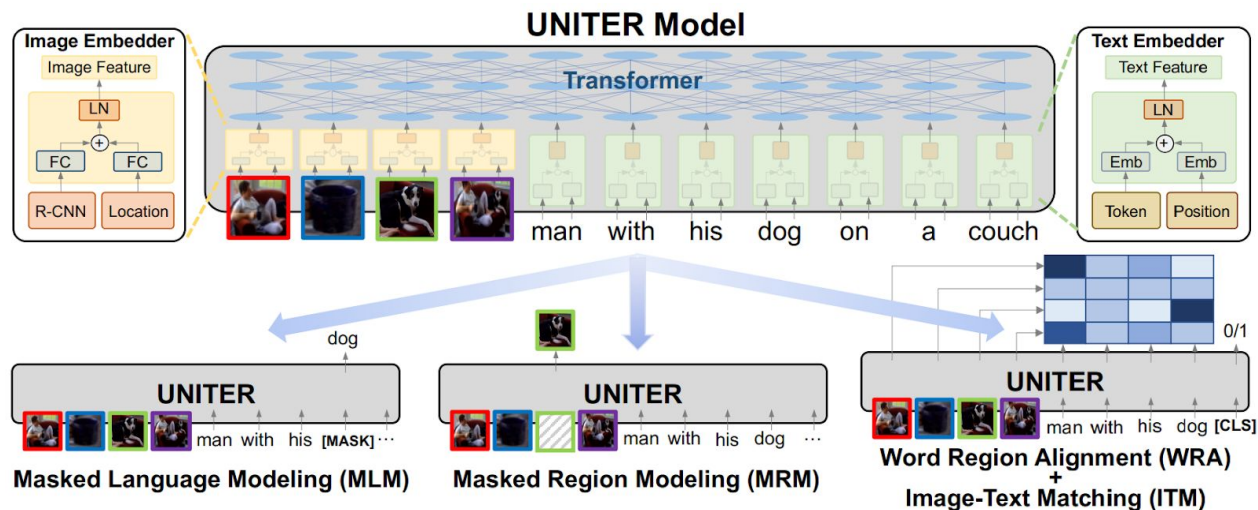 UNITER Model
Image Embedder
Image Feature
LN
+
FC
FC
R-CNN
Location
Transformer
man with his dog on a couch
Text Embedder
Text Feature
LN
+
Emb
Emb
Token
Position
dog
UNITER
man with his [MASK] ...
Masked Language Modeling (MLM)
UNITER
man with his dog ...
Masked Region Modeling (MRM)
0/1
UNITER
man with his dog [CLS]
Word Region Alignment (WRA)
+
Image-Text Matching (ITM)